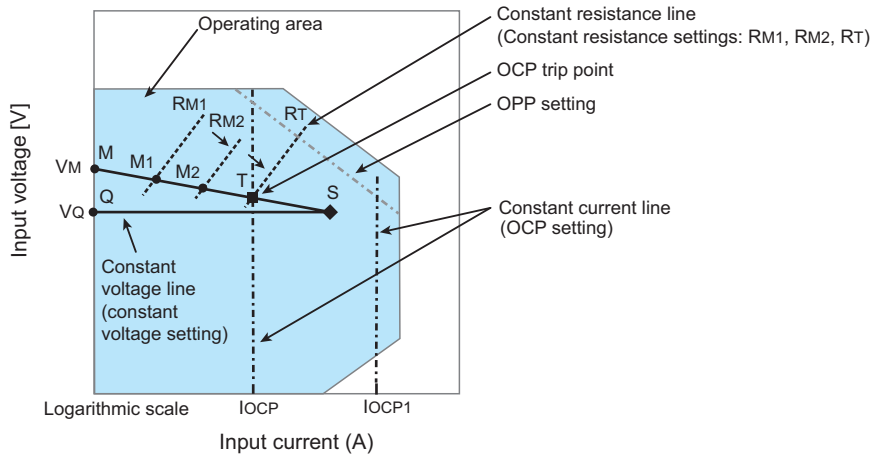 Operating area
Constant resistance line
(Constant resistance settings: RM1, RM2, RT)
OCP trip point
OPP setting
RM1
RM2
RT
Input voltage [V]
VM
M
M1
M2
T
S
VQ
Q
Constant current line
(OCP setting)
Constant
voltage line
(constant
voltage setting)
Logarithmic scale
IOCP
IOCP1
Input current (A)